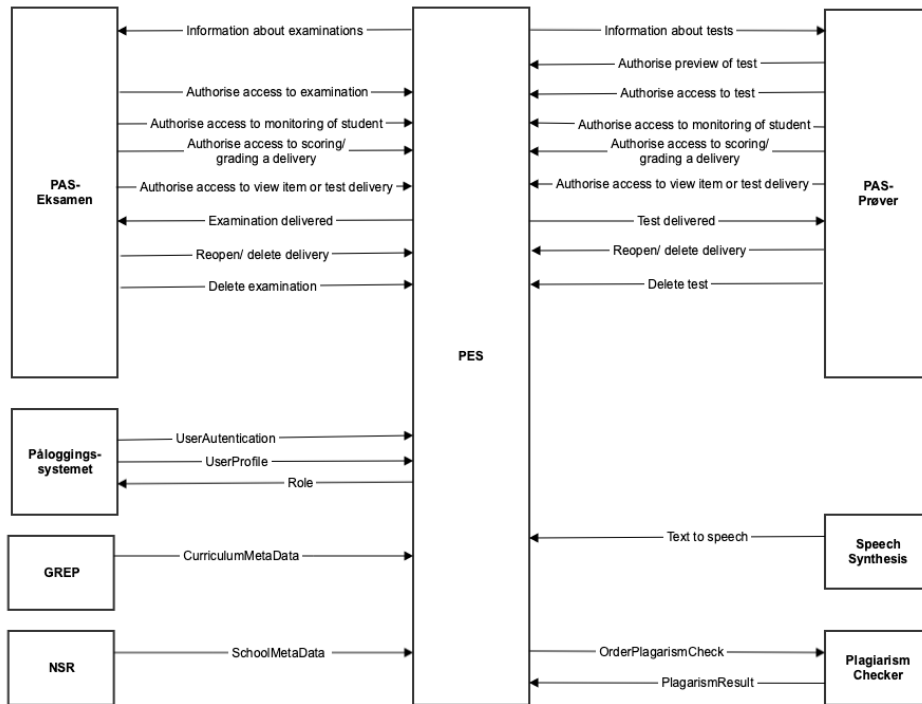 Information about examinations
Information about tests
Authorise preview of test
Authorise access to examination
Authorise access to test
Authorise access to monitoring of student
Authorise access to monitoring of student
Authorise access to scoring/
grading a delivery
Authorise access to scoring/
grading a delivery
PAS-
Eksamen
Authorise access to view item or test delivery
Authorise access to view item or test delivery
PAS-
Prøver
Examination delivered
Test delivered
Reopen/ delete delivery
Reopen/ delete delivery
Delete examination
Delete test
PES
Påloggings-
systemet
UserAutentication
UserProfile
Role
Text to speech
Speech
Synthesis
GREP
CurriculumMetaData
NSR
SchoolMetaData
OrderPlagarismCheck
PlagarismResult
Plagiarism
Checker